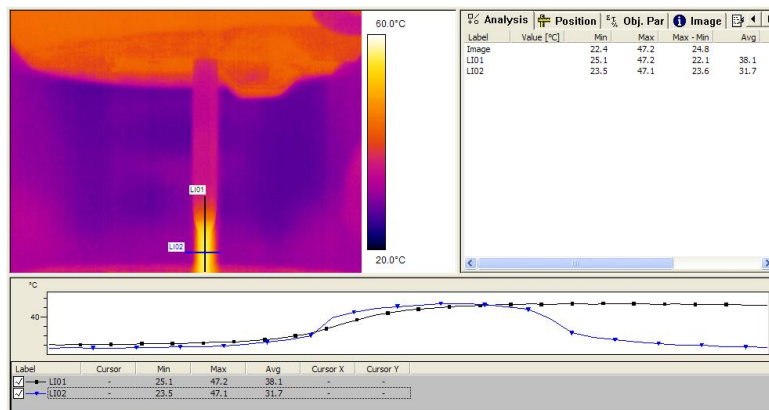 60.0°C
LI01
LI02
20.0°C
Analysis Position Obj. Par Image
Label Value [°C] Min Max Max - Min Avg
Image 22.4 47.2 24.8
LI01 25.1 47.2 22.1 38.1
LI02 23.5 47.1 23.6 31.7
°C
40
Label Cursor Min Max Avg Cursor X Cursor Y
LI01 - 25.1 47.2 38.1 - -
LI02 - 23.5 47.1 31.7 - -